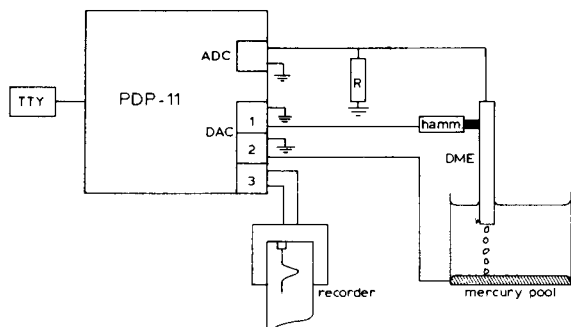 ADC
R
TTY
PDP-11
DAC
1
2
3
hamm
DME
recorder
mercury pool